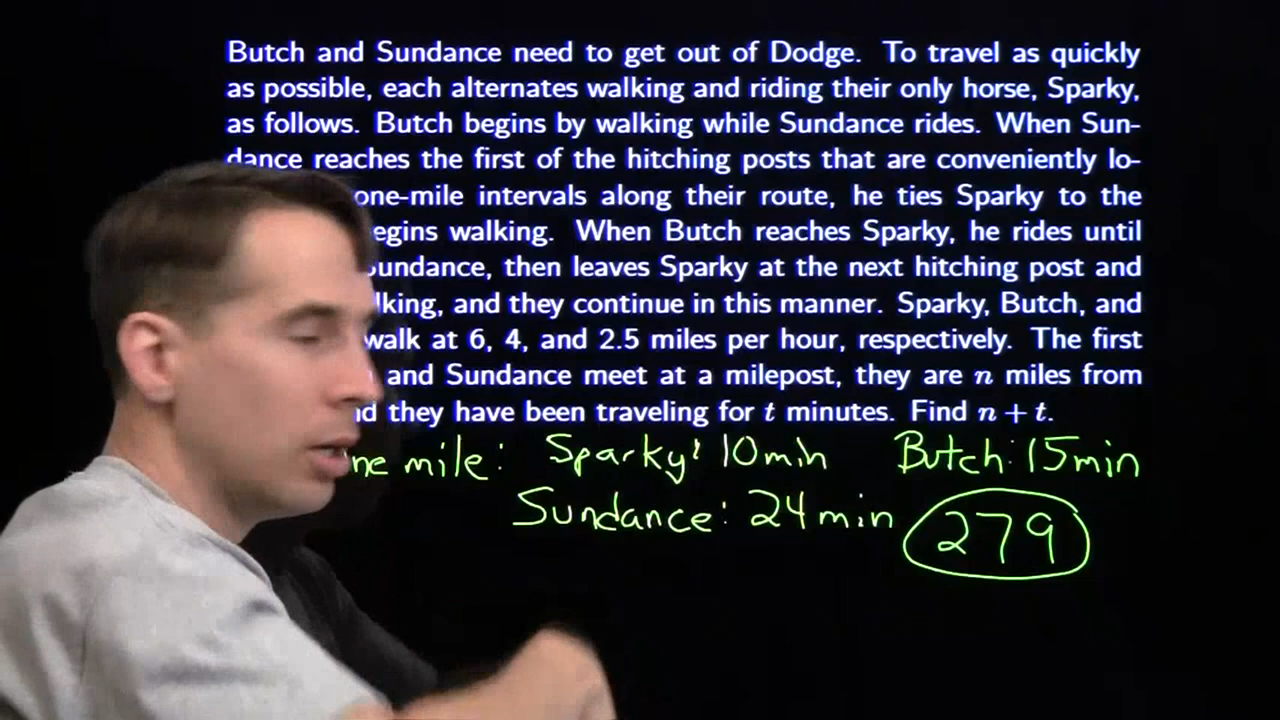 Butch and Sundance need to get out of Dodge. To travel as quickly
as possible, each alternates walking and riding their only horse, Sparky,
as follows. Butch begins by walking while Sundance rides. When Sun-
dance reaches the first of the hitching posts that are conveniently lo-
one-mile intervals along their route, he ties Sparky to the
egins walking. When Butch reaches Sparky, he rides until
Sundance, then leaves Sparky at the next hitching post and
lking, and they continue in this manner. Sparky, Butch, and
walk at 6, 4, and 2.5 miles per hour, respectively. The first
and Sundance meet at a milepost, they are n miles from
d they have been traveling for t minutes. Find n + t.
ne mile: Sparky: 10min Butch: 15min
Sundance: 24min 279